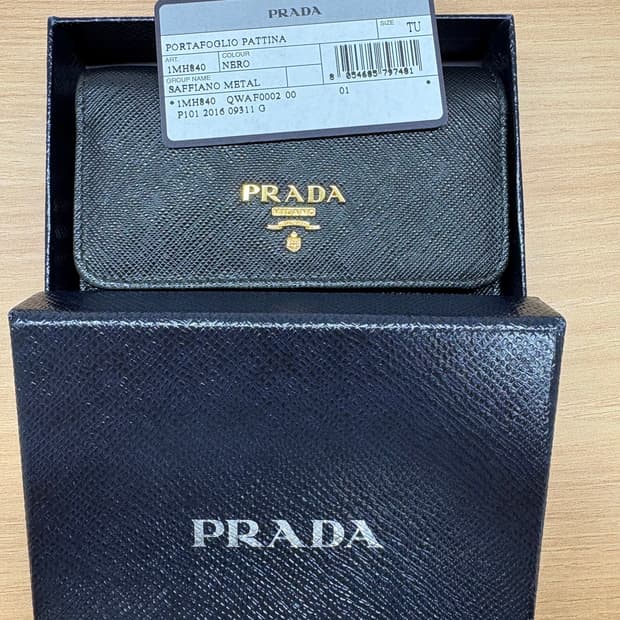 PRADA
PORTAFOGLIO PATTINA
SIZE TU
ART. 1MH840
COLOUR NERO
GROUP NAME
SAFFIANO METAL
8 054685 797481
•1MH840 QWAF0002 00 01 •
P101 2016 09311 G
PRADA
MILANO
PRADA